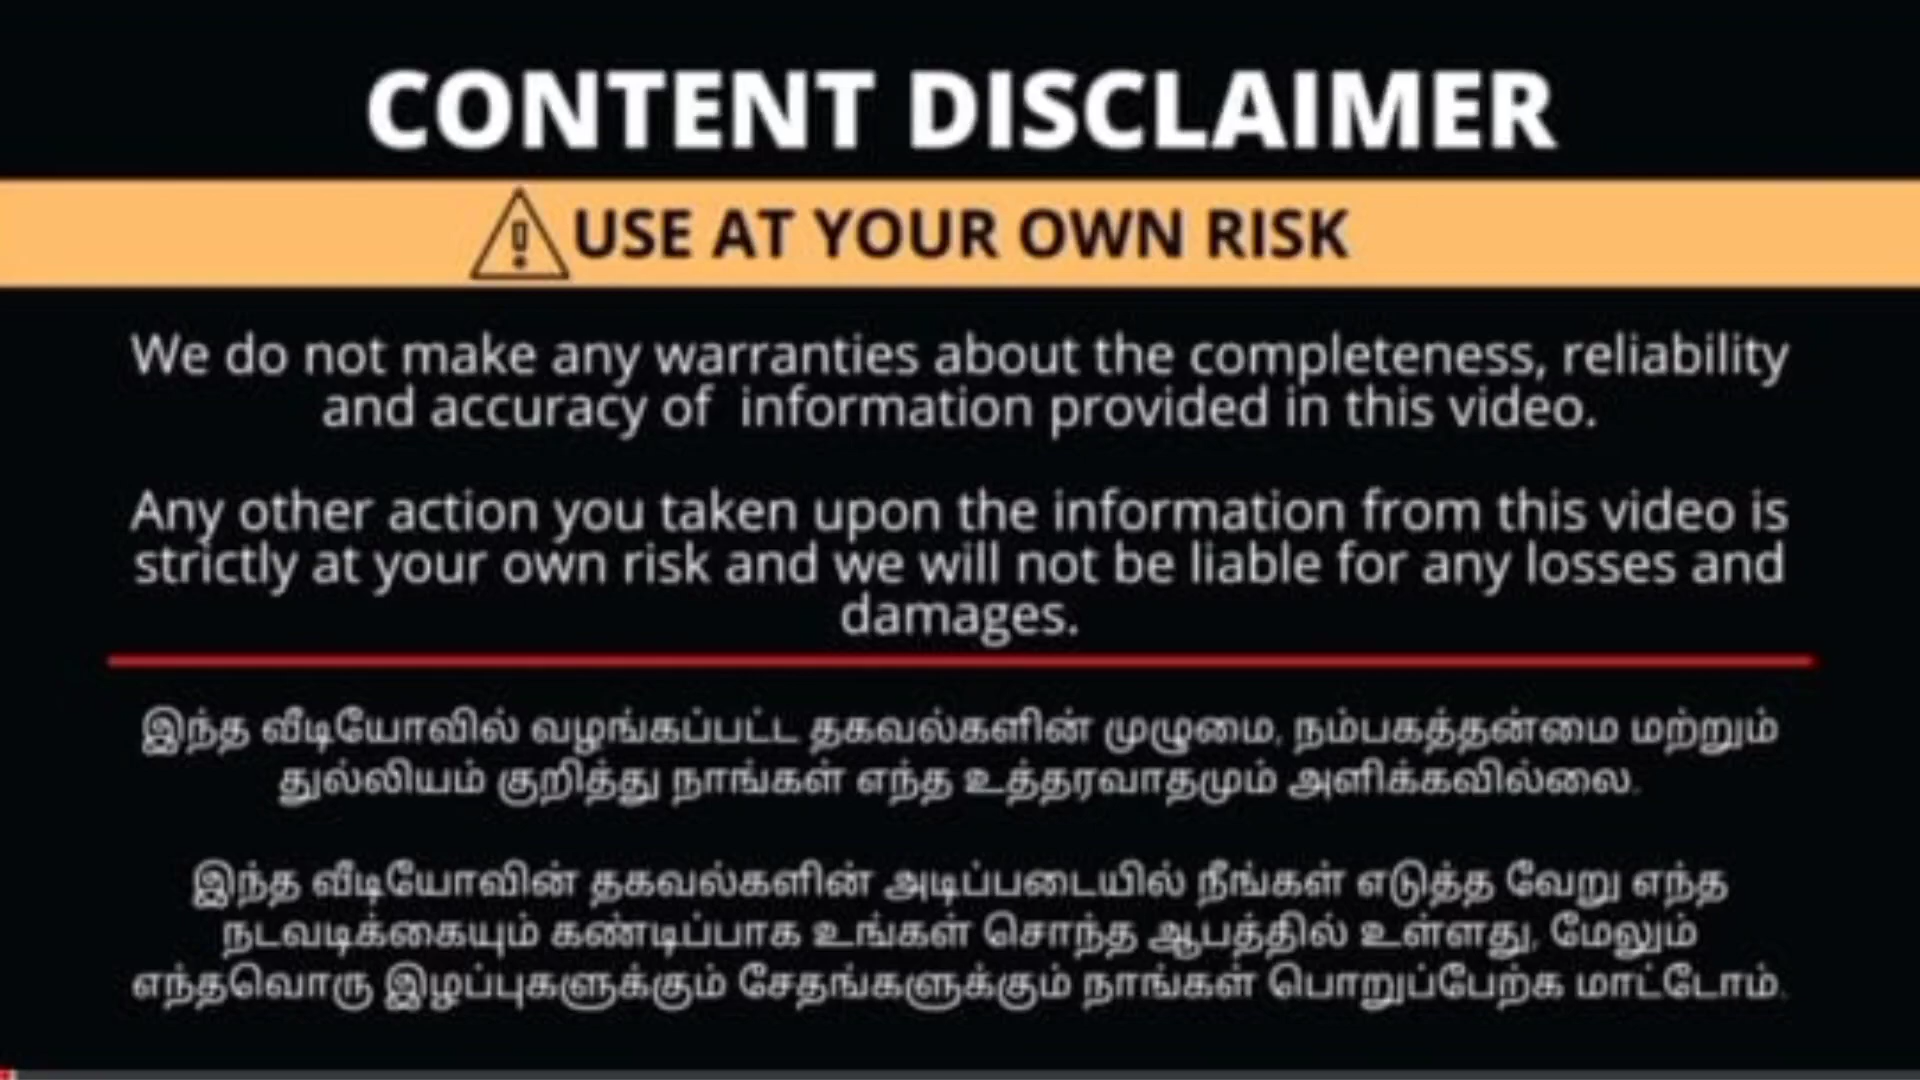 CONTENT DISCLAIMER
USE AT YOUR OWN RISK
We do not make any warranties about the completeness, reliability
and accuracy of information provided in this video.
Any other action you taken upon the information from this video is
strictly at your own risk and we will not be liable for any losses and
damages.
இந்த வீடியோவில் வழங்கப்பட்ட தகவல்களின் முழுமை, நம்பகத்தன்மை மற்றும்
துல்லியம் குறித்து நாங்கள் எந்த உத்தரவாதமும் அளிக்கவில்லை.
இந்த வீடியோவின் தகவல்களின் அடிப்படையில் நீங்கள் எடுத்த வேறு எந்த
நடவடிக்கையும் கண்டிப்பாக உங்கள் சொந்த ஆபத்தில் உள்ளது, மேலும்
எந்தவொரு இழப்புகளுக்கும் சேதங்களுக்கும் நாங்கள் பொறுப்பேற்க மாட்டோம்.